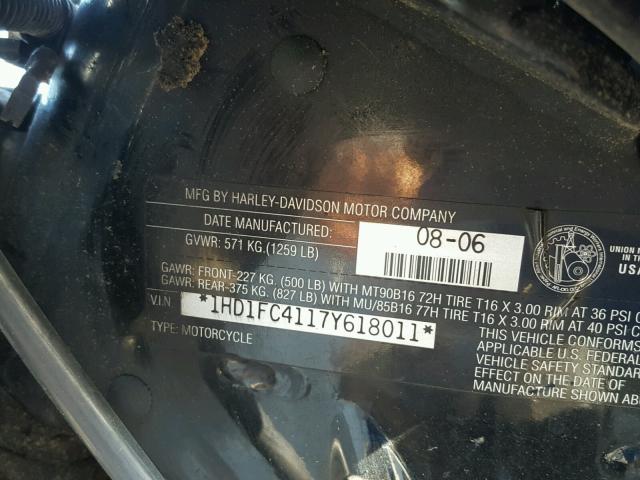 MFG BY HARLEY-DAVIDSON MOTOR COMPANY
DATE MANUFACTURED: 08-06
GVWR: 571 KG.(1259 LB)
GAWR: FRONT-227 KG. (500 LB) WITH MT90B16 72H TIRE T16 X 3.00 RIM AT 36 PSI
GAWR: REAR-375 KG. (827 LB) WITH MU/85B16 77H TIRE T16 X 3.00 RIM AT 40 PSI
V.I.N *1HD1FC4117Y618011*
TYPE: MOTORCYCLE
THIS VEHICLE CONFORMS
APPLICABLE U.S. FEDERAL
VEHICLE SAFETY STANDAR
EFFECT ON THE DATE OF
MANUFACTURE SHOWN AB
UNION
US